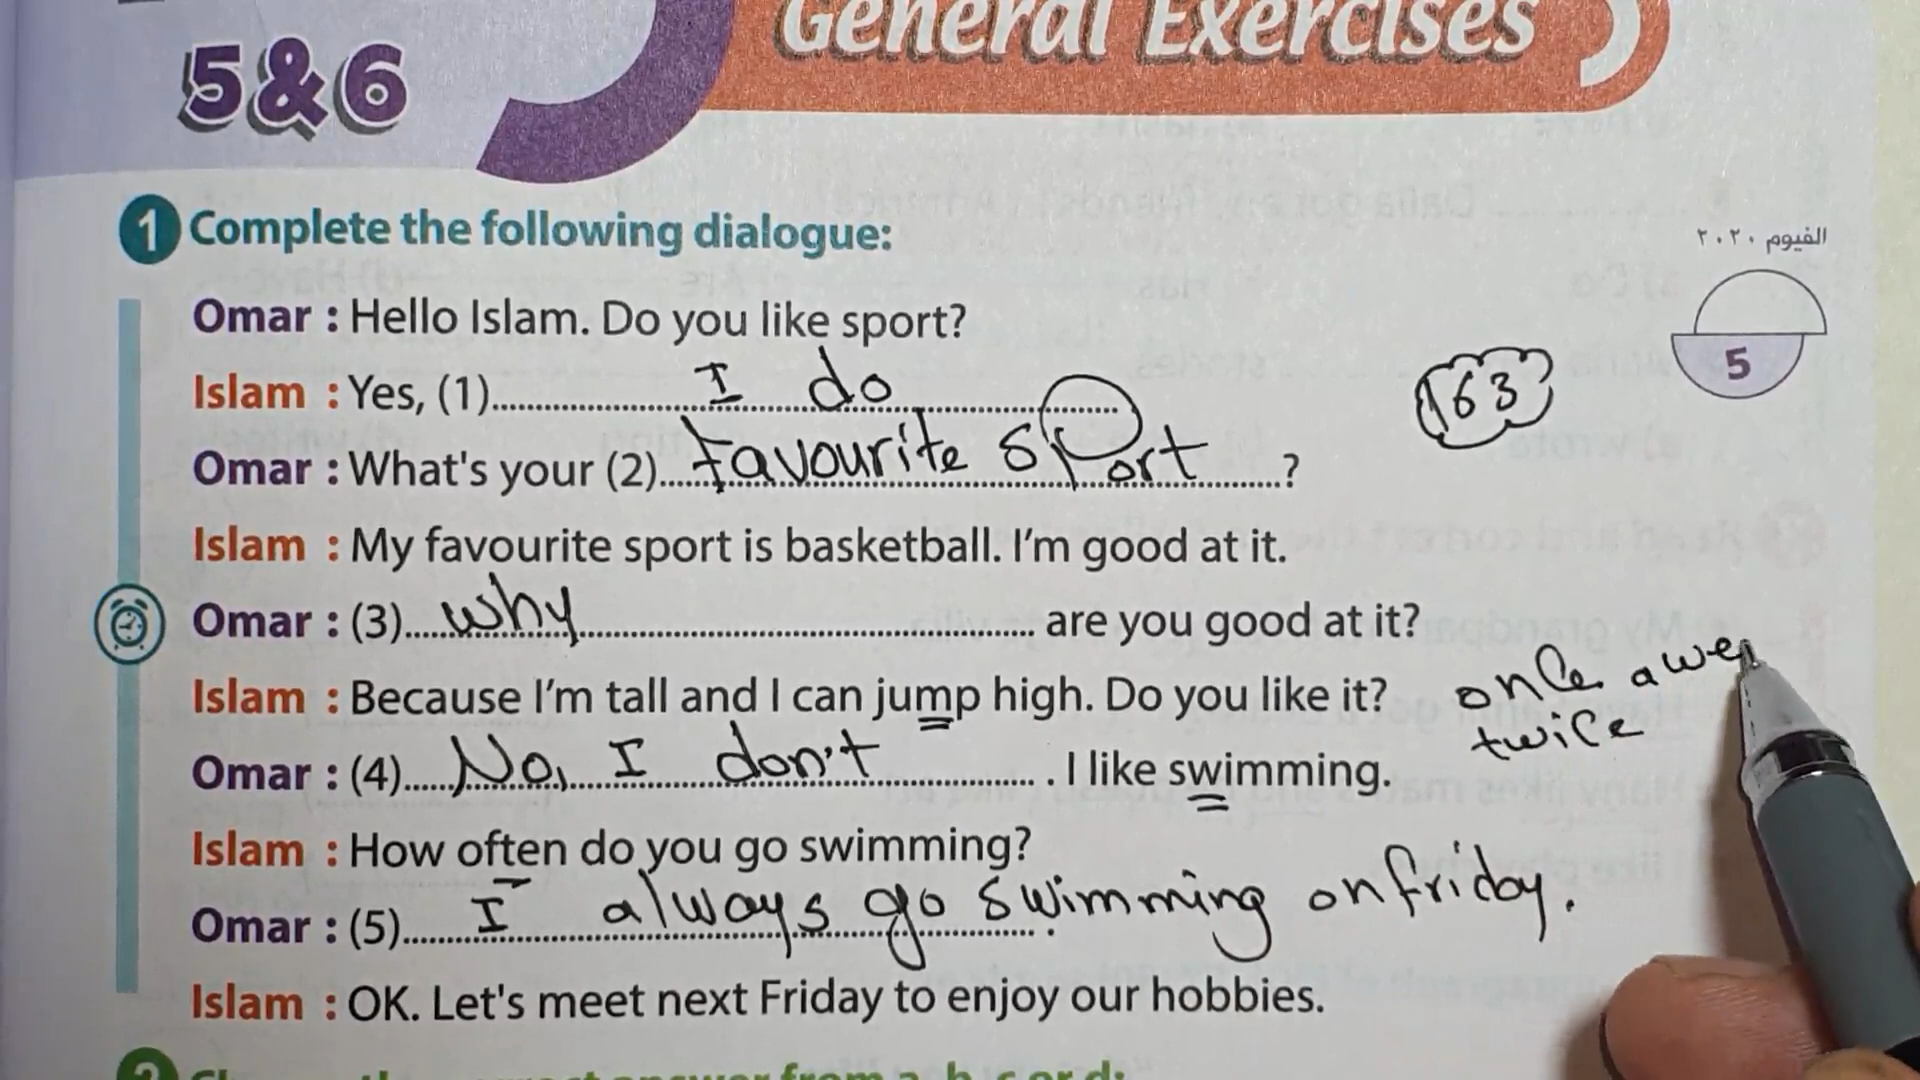 5&6
General Exercises
1 Complete the following dialogue:
الفيوم ٢٠٢٠
5
163
Omar : Hello Islam. Do you like sport?
Islam : Yes, (1) I do
Omar : What's your (2) favourite sport ?
Islam : My favourite sport is basketball. I'm good at it.
Omar : (3) why are you good at it?
Islam : Because I'm tall and I can jump high. Do you like it?
once a we
twice
Omar : (4) No, I don't . I like swimming.
Islam : How often do you go swimming?
Omar : (5) I always go swimming on friday.
Islam : OK. Let's meet next Friday to enjoy our hobbies.